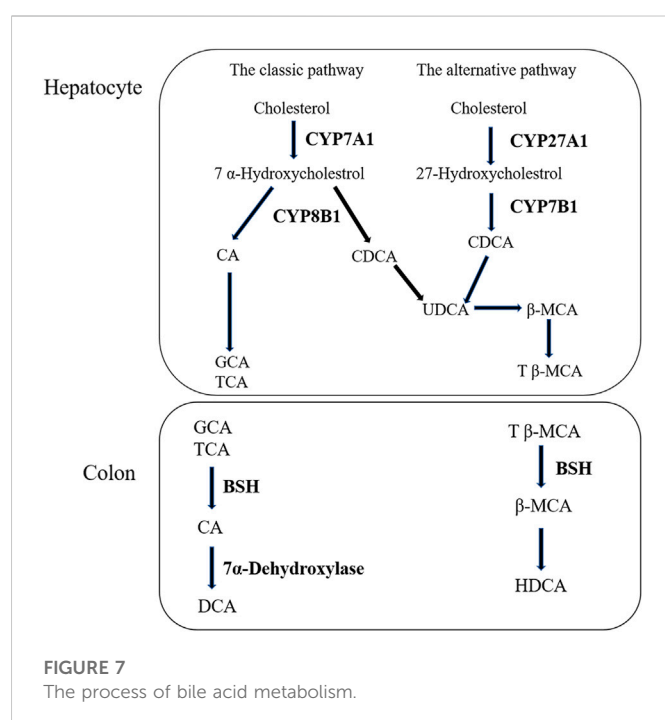 Hepatocyte
The classic pathway
The alternative pathway
Cholesterol
Cholesterol
CYP7A1
CYP27A1
7 α-Hydroxycholestrol
27-Hydroxycholestrol
CYP8B1
CYP7B1
CA
CDCA
CDCA
UDCA
β-MCA
GCA
TCA
T β-MCA
Colon
GCA
TCA
BSH
CA
7α-Dehydroxylase
DCA
T β-MCA
BSH
β-MCA
HDCA
FIGURE 7
The process of bile acid metabolism.